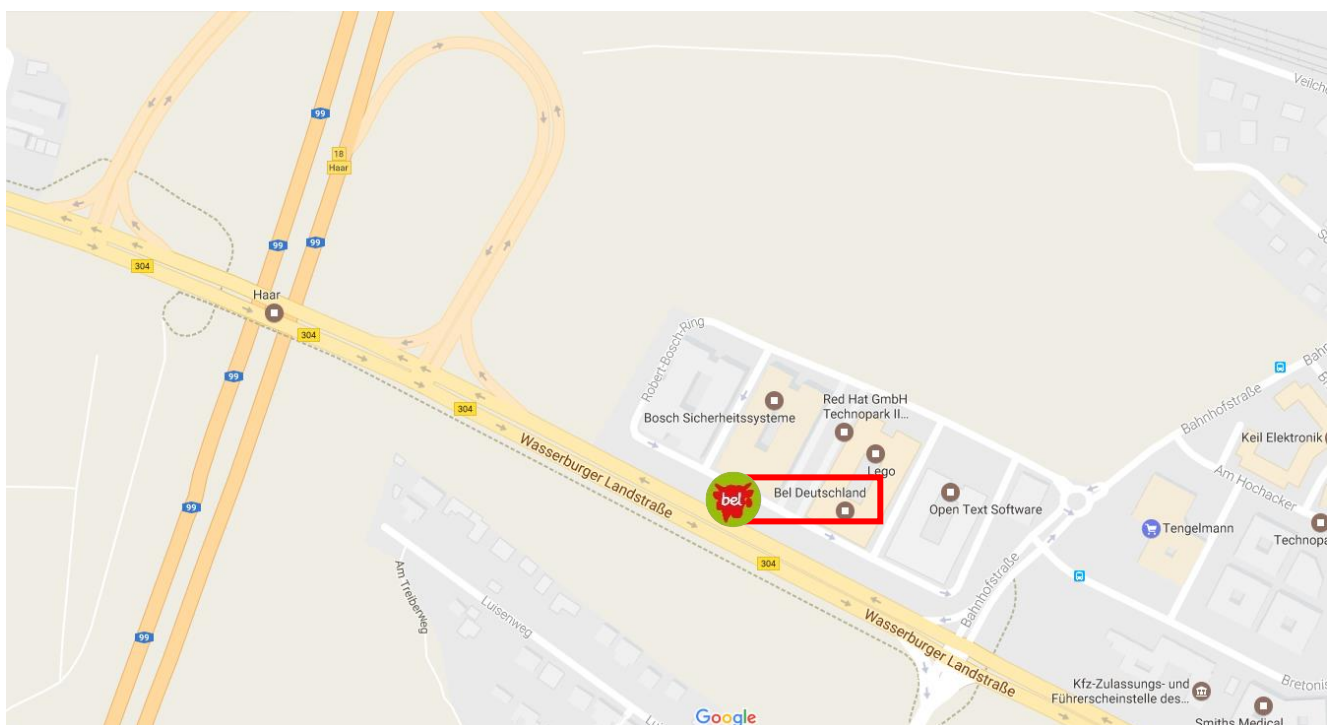 99
18
Haar
Veilche
99
99
304
Haar
304
Robert-Bosch-Ring
99
304
Bosch Sicherheitssysteme
Red Hat GmbH
Technopark II...
Lego
Bahnhofstraße
Keil Elektronik
Am Hochacker
Wasserburger Landstraße
bel
Bel Deutschland
Open Text Software
Tengelmann
Technopa
99
304
Am Treiberweg
Luisenweg
Bahnhofstraße
Wasserburger Landstraße
99
Kfz-Zulassungs- und
Führerscheinstelle des...
Bretonis
Smiths Medical
Google